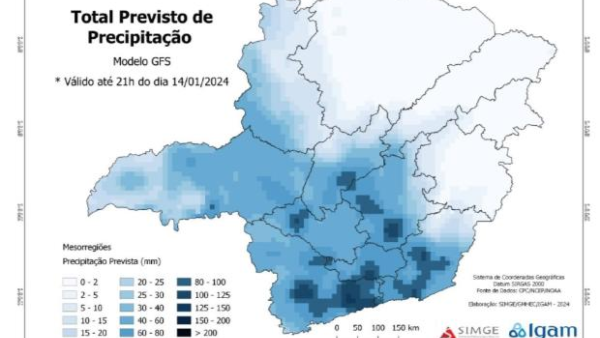 Total Previsto de
Precipitação
Modelo GFS
* Válido até 21h do dia 14/01/2024
Mesorregiões
Precipitação Prevista (mm)
0 - 2
2 - 5
5 - 10
10 - 15
15 - 20
20 - 25
25 - 30
30 - 40
40 - 60
60 - 80
80 - 100
100 - 125
125 - 150
150 - 200
> 200
0 50 100 150 km
Sistema de Coordenadas Geográficas
Datum SIRGAS 2000
Fonte de Dados: CPC/NCEP/NOAA
Elaboração: SIMGE/GMHEC/IGAM - 2024
SIMGE
Igam